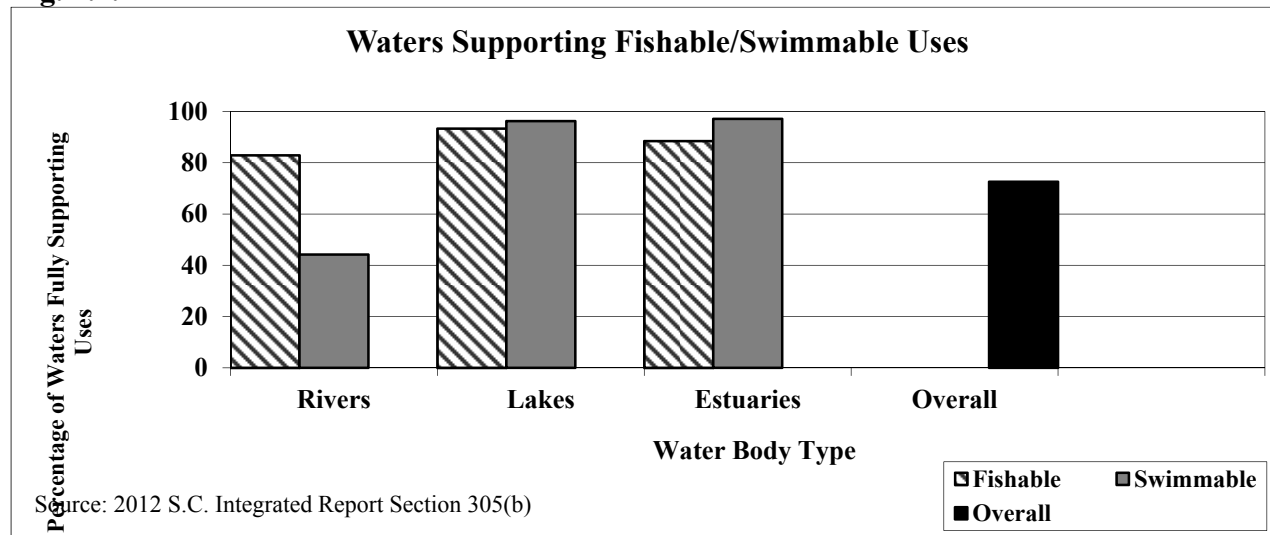 Waters Supporting Fishable/Swimmable Uses
Percentage of Waters Fully Supporting
Uses
100
80
60
40
20
0
Rivers Lakes Estuaries Overall
Water Body Type
Fishable Swimmable
Overall
Source: 2012 S.C. Integrated Report Section 305(b)